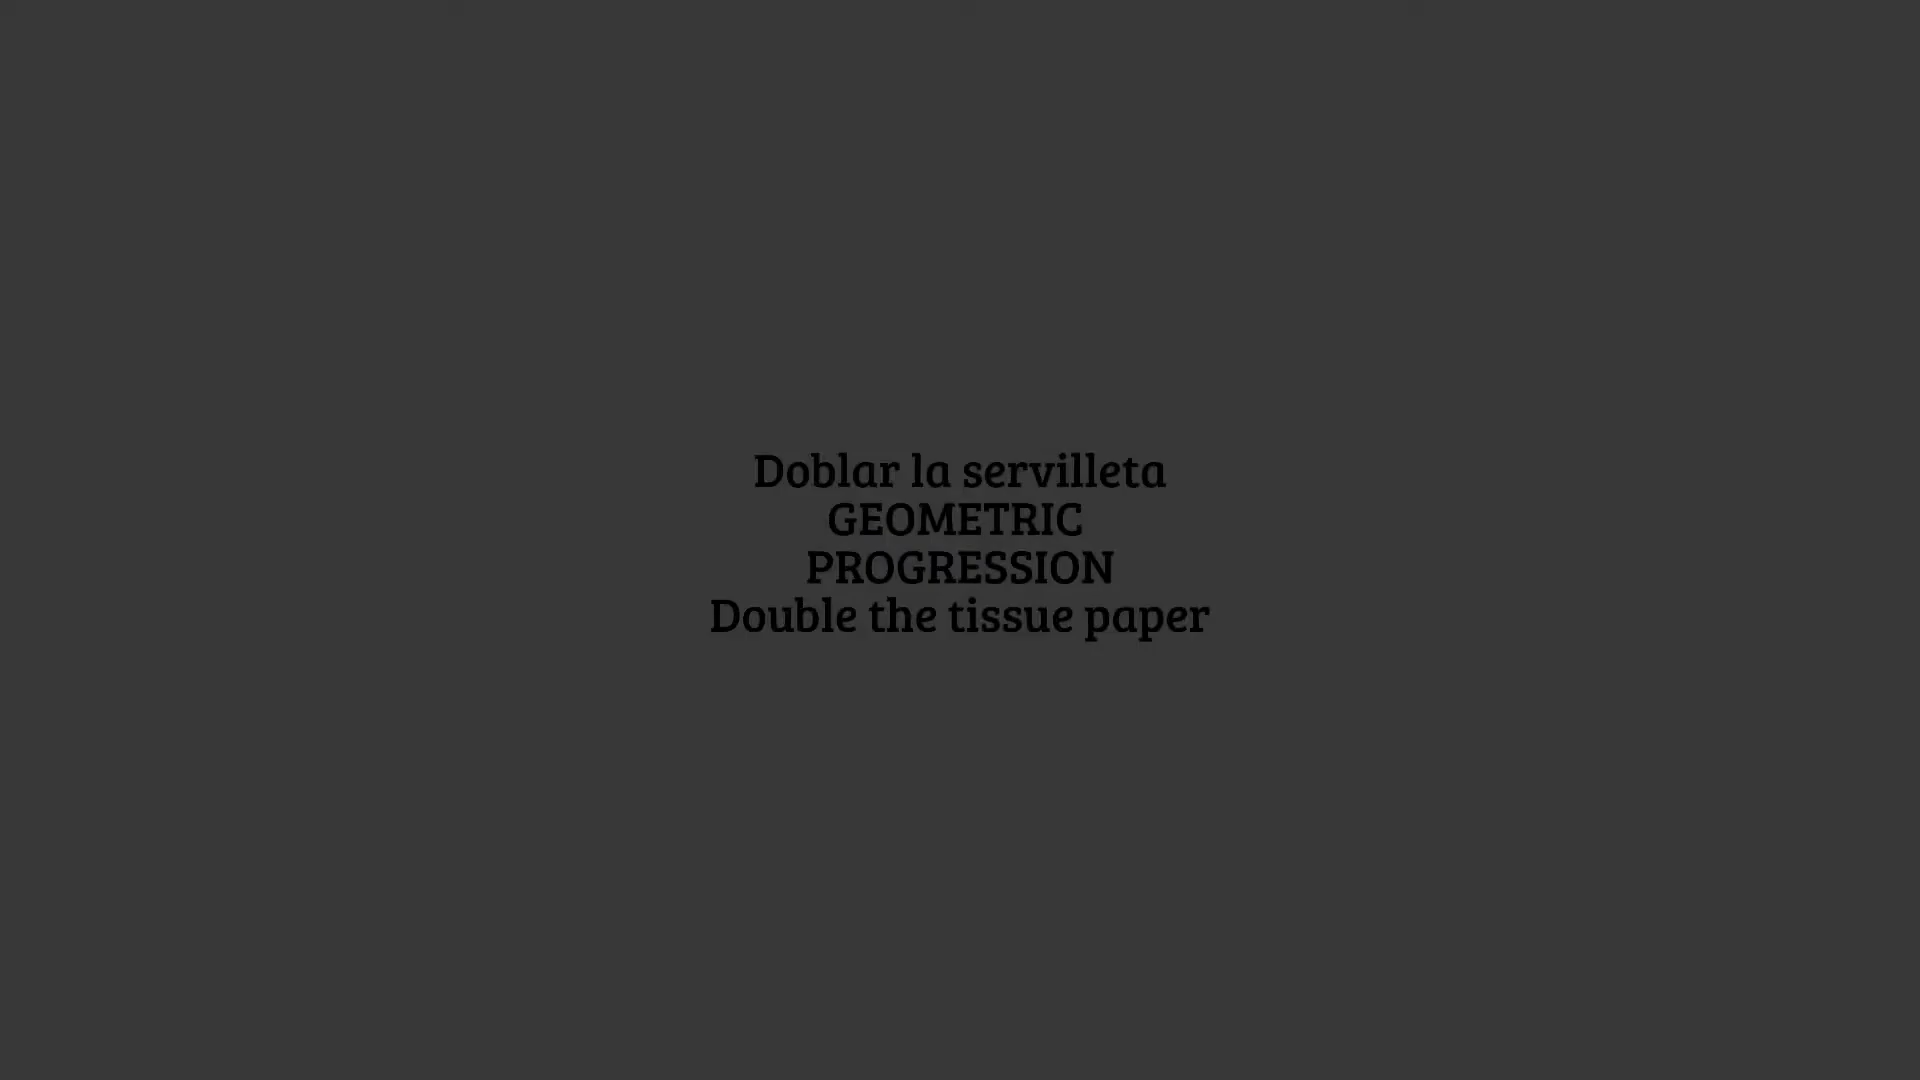 Doblar la servilleta
GEOMETRIC
PROGRESSION
Double the tissue paper